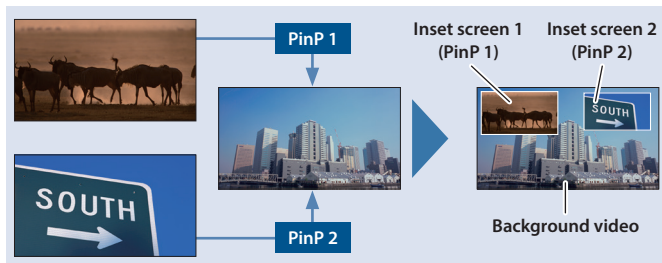 PinP 1
Inset screen 1
(PinP 1)
Inset screen 2
(PinP 2)
SOUTH
SOUTH
PinP 2
Background video